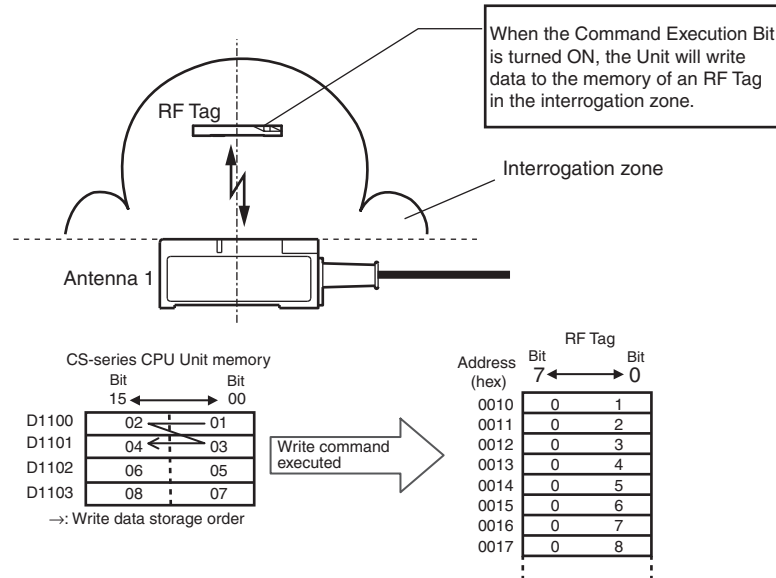 When the Command Execution Bit
is turned ON, the Unit will write
data to the memory of an RF Tag
in the interrogation zone.
RF Tag
Interrogation zone
Antenna 1
CS-series CPU Unit memory
Bit Bit
15 00
D1100 02 01
D1101 04 03
D1102 06 05
D1103 08 07
→: Write data storage order
Write command
executed
RF Tag
Address Bit Bit
(hex) 7 0
0010 0 1
0011 0 2
0012 0 3
0013 0 4
0014 0 5
0015 0 6
0016 0 7
0017 0 8